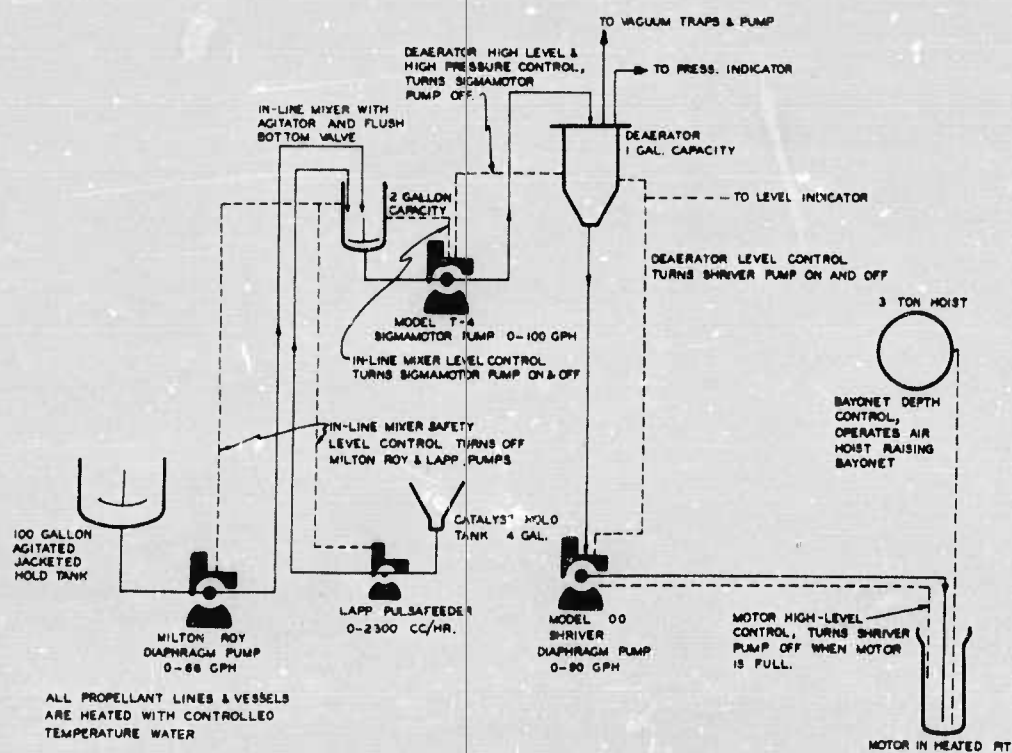 TO VACUUM TRAPS & PUMP
DEAERATOR HIGH LEVEL &
HIGH PRESSURE CONTROL,
TURNS SIGMAMOTOR
PUMP OFF.
TO PRESS. INDICATOR
IN-LINE MIXER WITH
AGITATOR AND FLUSH
BOTTOM VALVE
DEAERATOR
1 GAL. CAPACITY
2 GALLON
CAPACITY
TO LEVEL INDICATOR
DEAERATOR LEVEL CONTROL
TURNS SHRIVER PUMP ON AND OFF
MODEL T-4
SIGMAMOTOR PUMP 0-100 GPH
3 TON HOIST
IN-LINE MIXER LEVEL CONTROL
TURNS SIGMAMOTOR PUMP ON & OFF
BAYONET DEPTH
CONTROL,
OPERATES AIR
HOIST RAISING
BAYONET
IN-LINE MIXER SAFETY
LEVEL CONTROL TURNS OFF
MILTON ROY & LAPP PUMPS
100 GALLON
AGITATED
JACKETED
HOLD TANK
CATALYST HOLD
TANK 4 GAL.
LAPP PULSAFEEDER
0-2300 CC/HR.
MILTON ROY
DIAPHRAGM PUMP
0-66 GPH
MODEL OO
SHRIVER
DIAPHRAGM PUMP
0-90 GPH
MOTOR HIGH-LEVEL
CONTROL, TURNS SHRIVER
PUMP OFF WHEN MOTOR
IS FULL.
ALL PROPELLANT LINES & VESSELS
ARE HEATED WITH CONTROLLED
TEMPERATURE WATER
MOTOR IN HEATED PIT